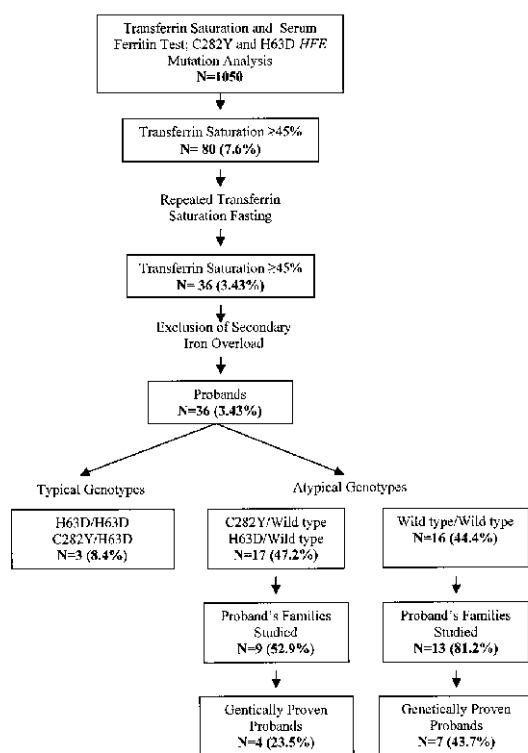 Transferrin Saturation and Serum
Ferritin Test; C282Y and H63D HFE
Mutation Analysis
N=1050
Transferrin Saturation ≥45%
N= 80 (7.6%)
Repeated Transferrin
Saturation Fasting
Transferrin Saturation ≥45%
N= 36 (3.43%)
Exclusion of Secondary
Iron Overload
Probands
N=36 (3.43%)
Typical Genotypes
Atypical Genotypes
H63D/H63D
C282Y/H63D
N=3 (8.4%)
C282Y/Wild type
H63D/Wild type
N=17 (47.2%)
Wild type/Wild type
N=16 (44.4%)
Proband's Families
Studied
N=9 (52.9%)
Proband's Families
Studied
N=13 (81.2%)
Gentically Proven
Probands
N=4 (23.5%)
Genetically Proven
Probands
N=7 (43.7%)